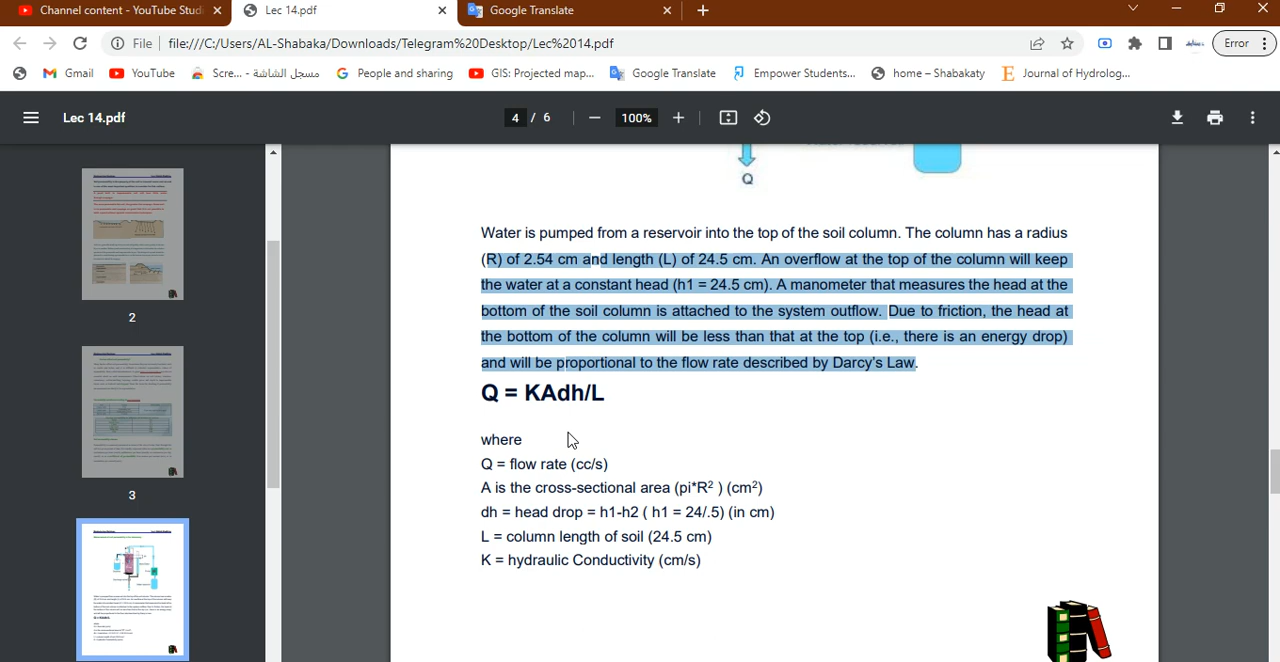 Channel content - YouTube Studi
Lec 14.pdf
Google Translate
File
file:///C:/Users/AL-Shabaka/Downloads/Telegram%20Desktop/Lec%2014.pdf
Error
Gmail
YouTube
Scre... - مسجل الشاشة
People and sharing
GIS: Projected map...
Google Translate
Empower Students...
home – Shabakaty
Journal of Hydrolog...
Lec 14.pdf
4 / 6
100%
Q
Water is pumped from a reservoir into the top of the soil column. The column has a radius
(R) of 2.54 cm and length (L) of 24.5 cm. An overflow at the top of the column will keep
the water at a constant head (h1 = 24.5 cm). A manometer that measures the head at the
bottom of the soil column is attached to the system outflow. Due to friction, the head at
the bottom of the column will be less than that at the top (i.e., there is an energy drop)
and will be proportional to the flow rate described by Darcy's Law.
Q = KAdh/L
where
Q = flow rate (cc/s)
A is the cross-sectional area (pi*R² ) (cm²)
dh = head drop = h1-h2 ( h1 = 24/.5) (in cm)
L = column length of soil (24.5 cm)
K = hydraulic Conductivity (cm/s)
2
3